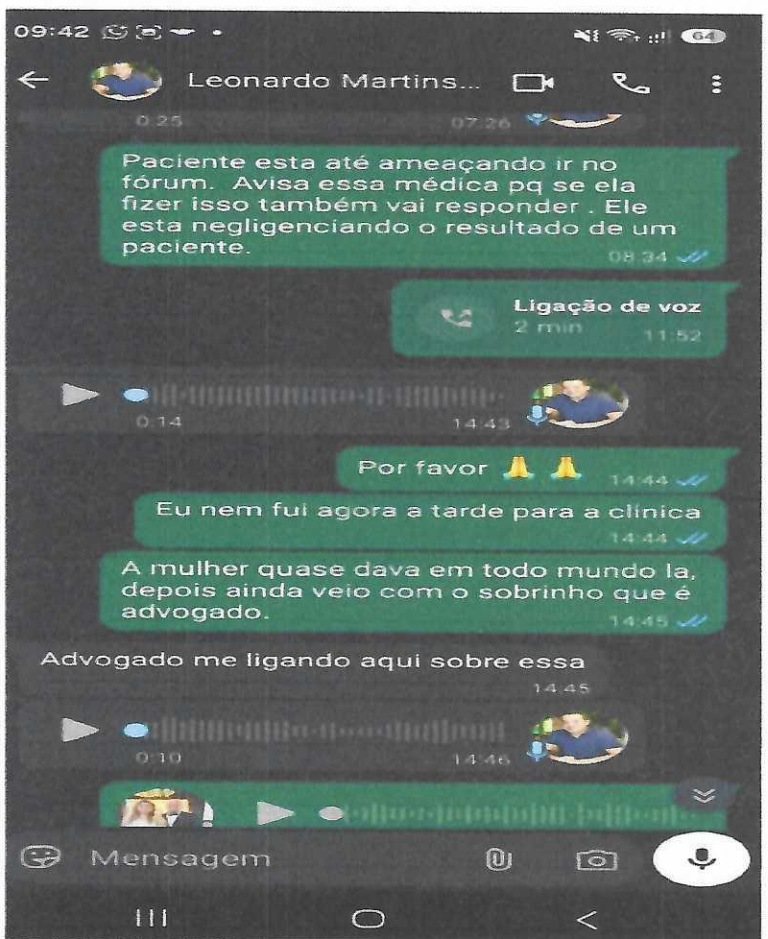 09:42
64
Leonardo Martins...
0:25 07:26
Paciente esta até ameaçando ir no
fórum. Avisa essa médica pq se ela
fizer isso também vai responder . Ele
esta negligenciando o resultado de um
paciente.
08:34
Ligação de voz
2 min 11:52
0:14 14:43
Por favor 🙏 🙏 14:44
Eu nem fui agora a tarde para a clínica
14:44
A mulher quase dava em todo mundo la,
depois ainda veio com o sobrinho que é
advogado.
14:45
Advogado me ligando aqui sobre essa
14:45
0:10 14:46
Mensagem